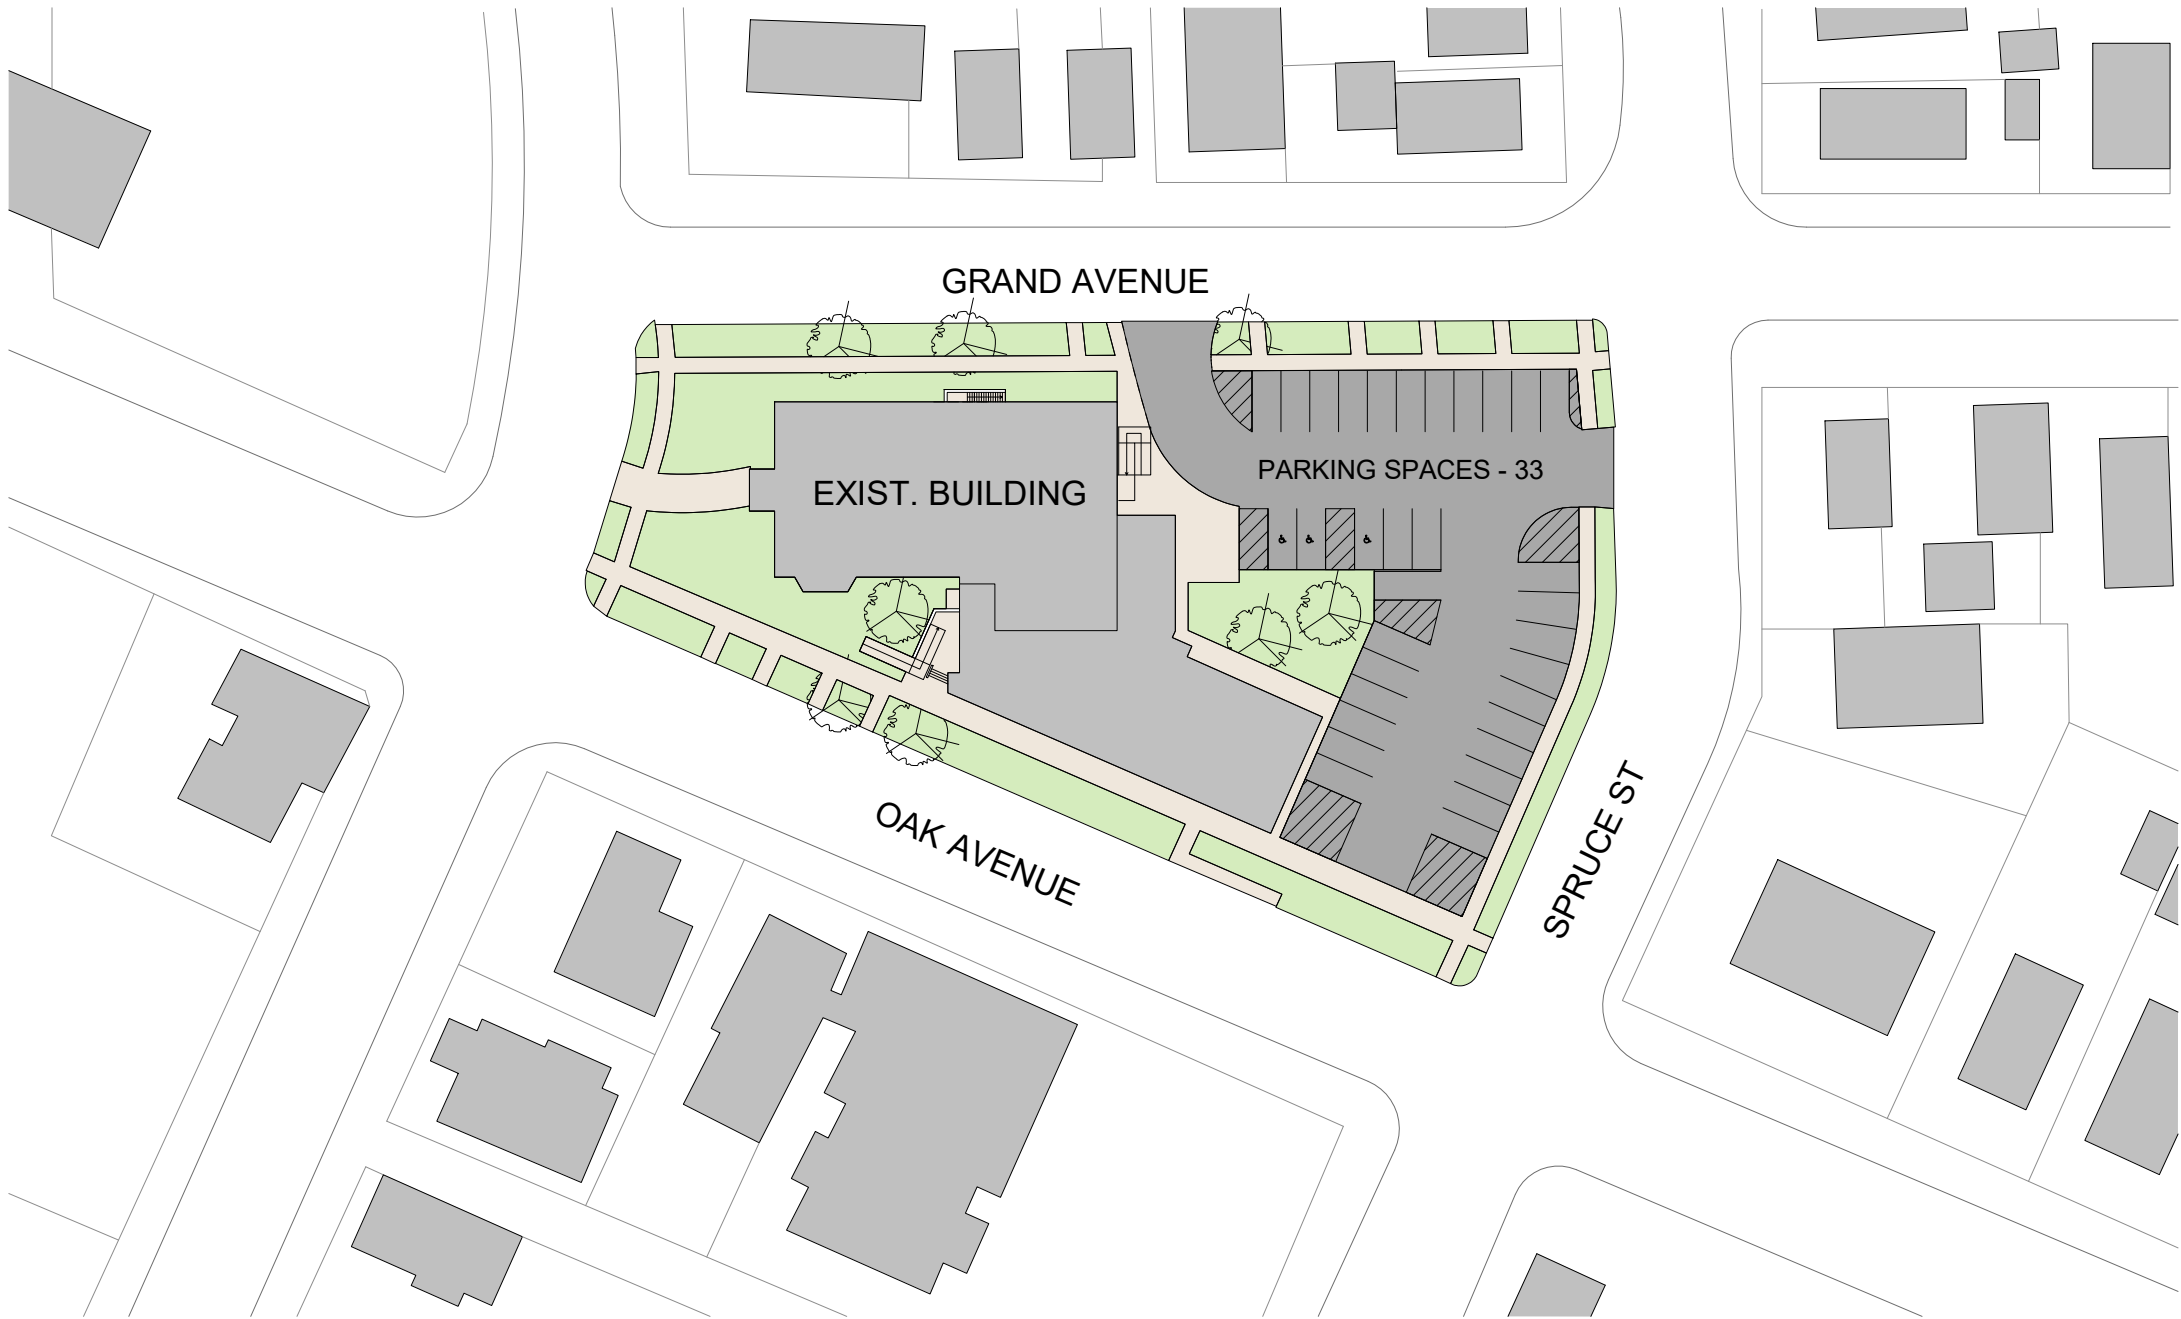 GRAND AVENUE
PARKING SPACES - 33
EXIST. BUILDING
OAK AVENUE
SPRUCE ST